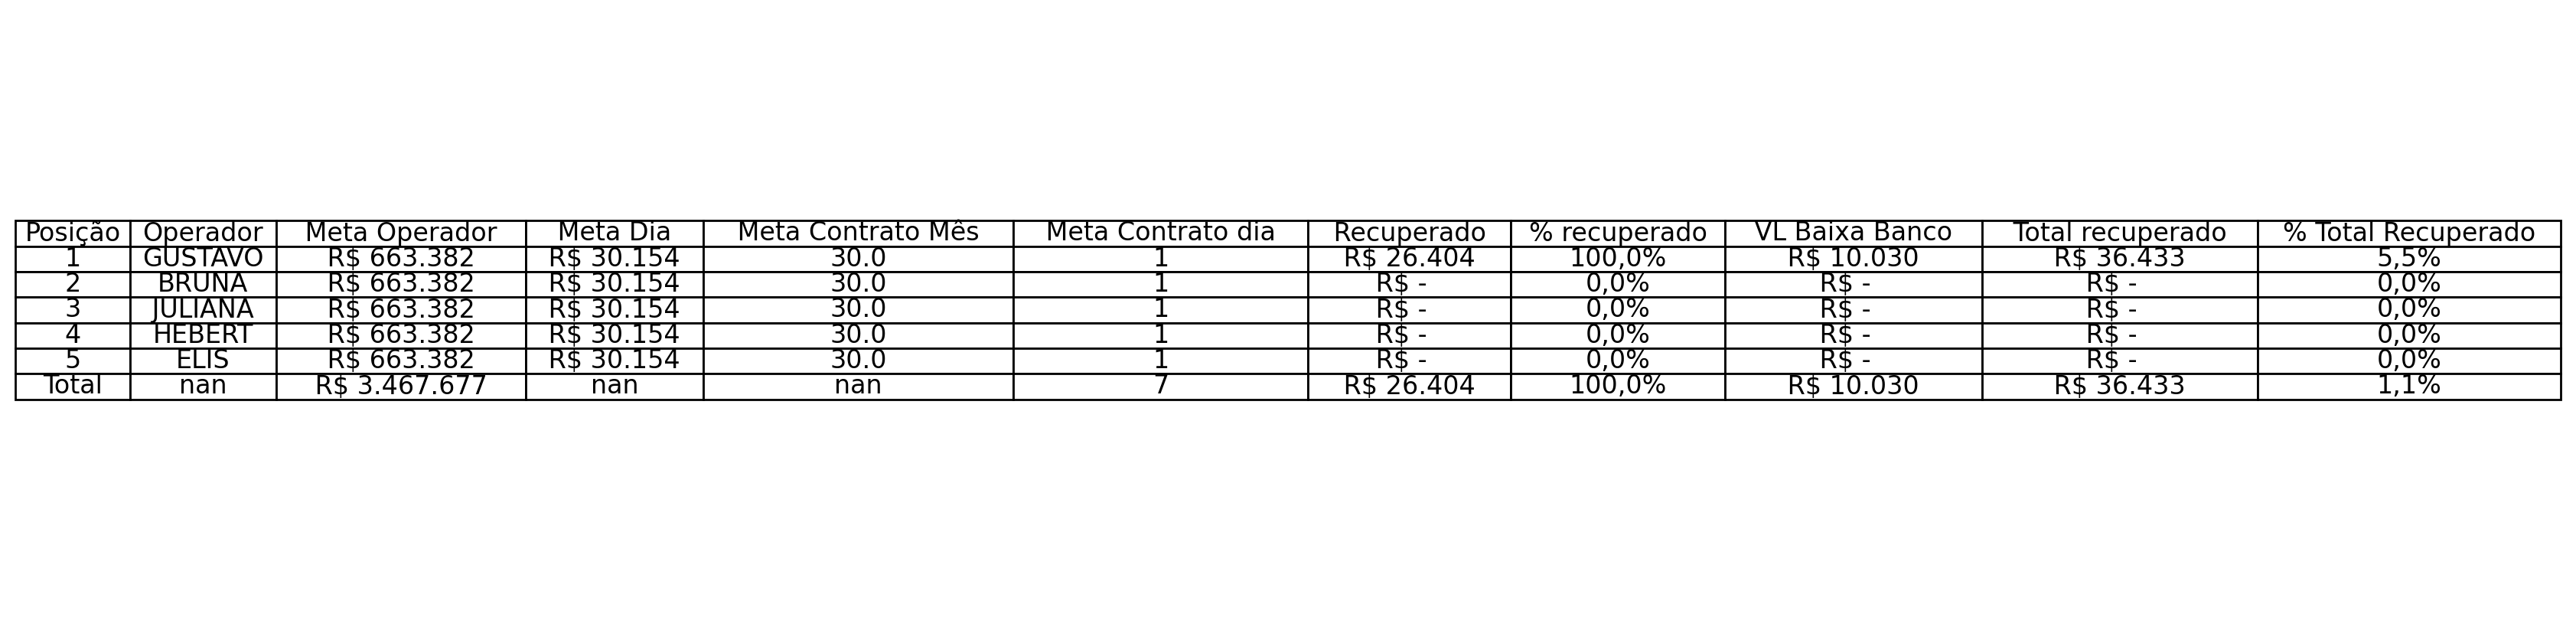 Posição Operador Meta Operador Meta Dia Meta Contrato Mês Meta Contrato dia Recuperado % recuperado VL Baixa Banco Total recuperado % Total Recuperado
1 GUSTAVO R$ 663.382 R$ 30.154 30.0 1 R$ 26.404 100,0% R$ 10.030 R$ 36.433 5,5%
2 BRUNA R$ 663.382 R$ 30.154 30.0 1 R$ - 0,0% R$ - R$ - 0,0%
3 JULIANA R$ 663.382 R$ 30.154 30.0 1 R$ - 0,0% R$ - R$ - 0,0%
4 HEBERT R$ 663.382 R$ 30.154 30.0 1 R$ - 0,0% R$ - R$ - 0,0%
5 ELIS R$ 663.382 R$ 30.154 30.0 1 R$ - 0,0% R$ - R$ - 0,0%
Total nan R$ 3.467.677 nan nan 7 R$ 26.404 100,0% R$ 10.030 R$ 36.433 1,1%